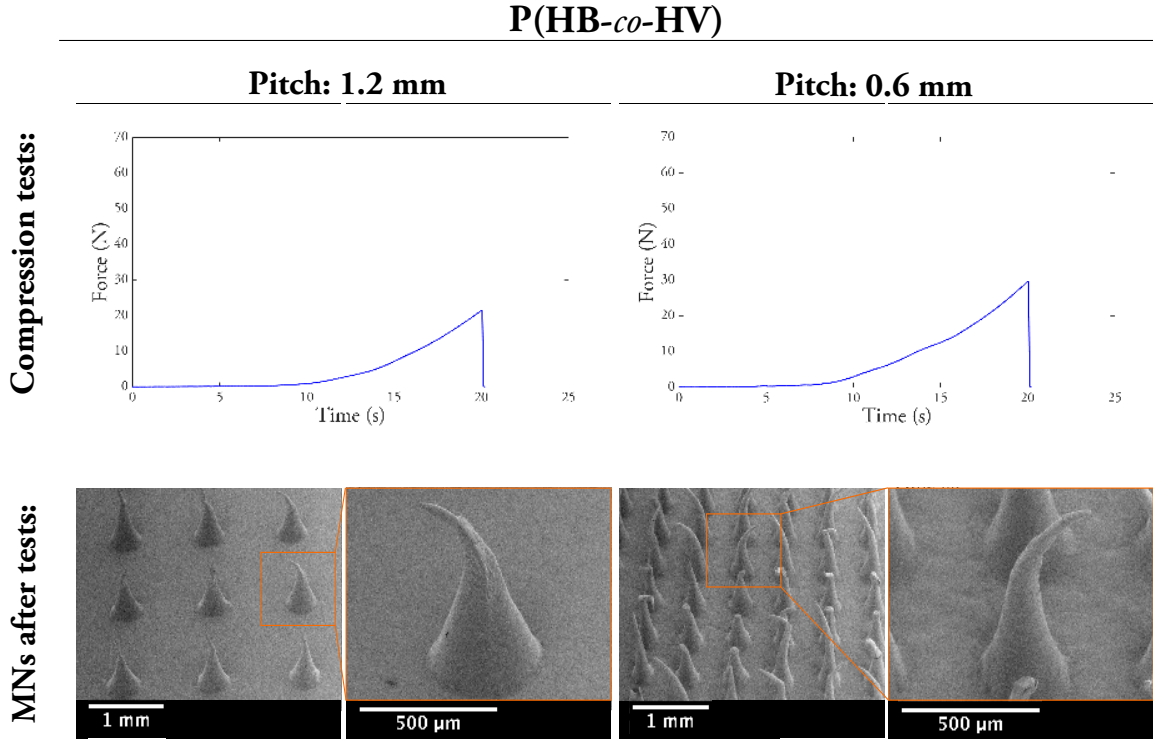 P(HB-co-HV)
Pitch: 1.2 mm
Pitch: 0.6 mm
Compression tests:
Force (N)
70
60
50
40
30
20
10
0
0 5 10 15 20 25
Time (s)
Force (N)
70
60
50
40
30
20
10
0
0 5 10 15 20 25
Time (s)
MNs after tests:
1 mm
500 µm
1 mm
500 µm